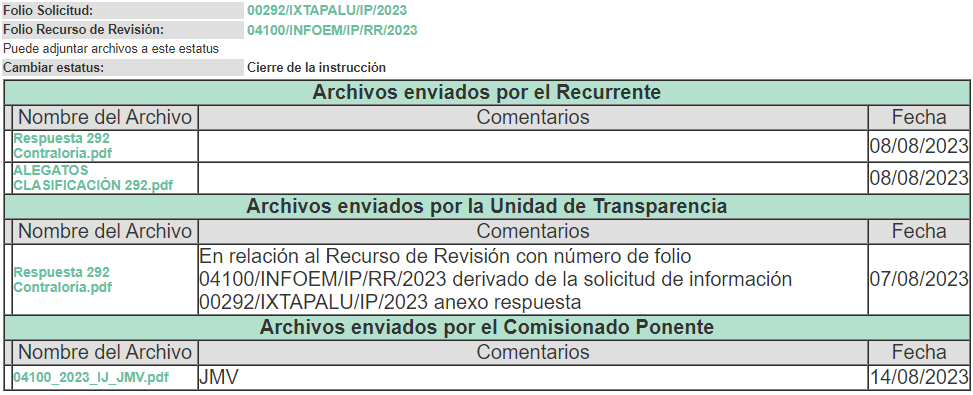 Folio Solicitud: 00292/IXTAPALU/IP/2023
Folio Recurso de Revisión: 04100/INFOEM/IP/RR/2023
Puede adjuntar archivos a este estatus
Cambiar estatus: Cierre de la instrucción
Archivos enviados por el Recurrente
Nombre del Archivo Comentarios Fecha
Respuesta 292
Contraloría.pdf
08/08/2023
ALEGATOS
CLASIFICACIÓN 292.pdf
08/08/2023
Archivos enviados por la Unidad de Transparencia
Nombre del Archivo Comentarios Fecha
Respuesta 292
Contraloría.pdf
En relación al Recurso de Revisión con número de folio
04100/INFOEM/IP/RR/2023 derivado de la solicitud de información
00292/IXTAPALU/IP/2023 anexo respuesta
07/08/2023
Archivos enviados por el Comisionado Ponente
Nombre del Archivo Comentarios Fecha
04100_2023_IJ_JMV.pdf JMV 14/08/2023